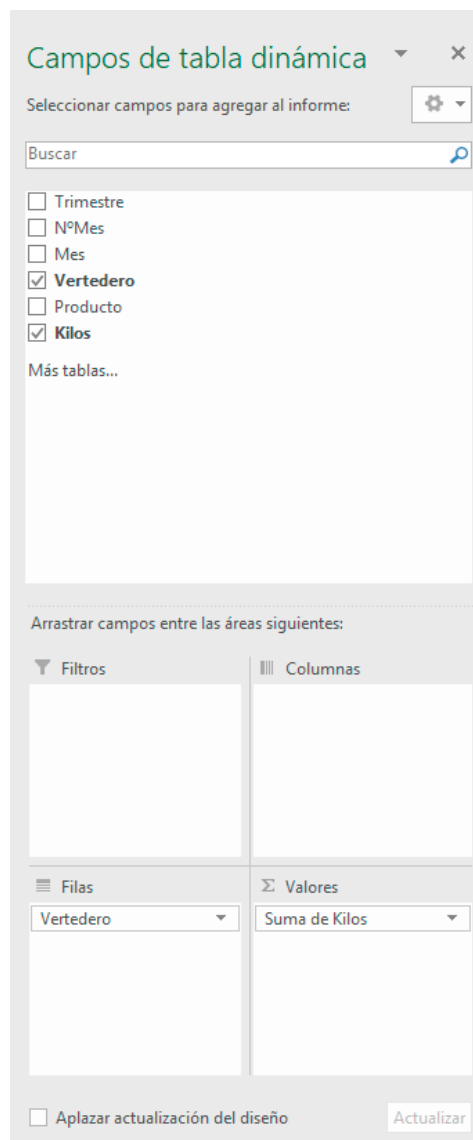 Campos de tabla dinámica
Seleccionar campos para agregar al informe:
Buscar
Trimestre
NºMes
Mes
Vertedero
Producto
Kilos
Más tablas...
Arrastrar campos entre las áreas siguientes:
Filtros
Columnas
Filas
Σ Valores
Vertedero
Suma de Kilos
Aplazar actualización del diseño
Actualizar